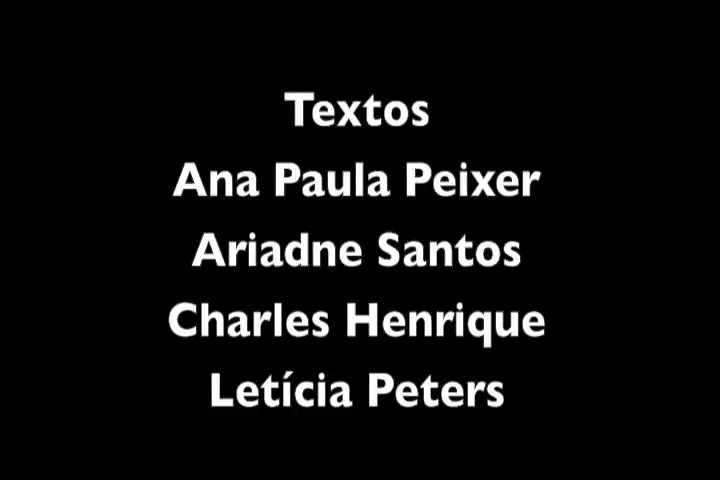 Textos
Ana Paula Peixer
Ariadne Santos
Charles Henrique
Letícia Peters